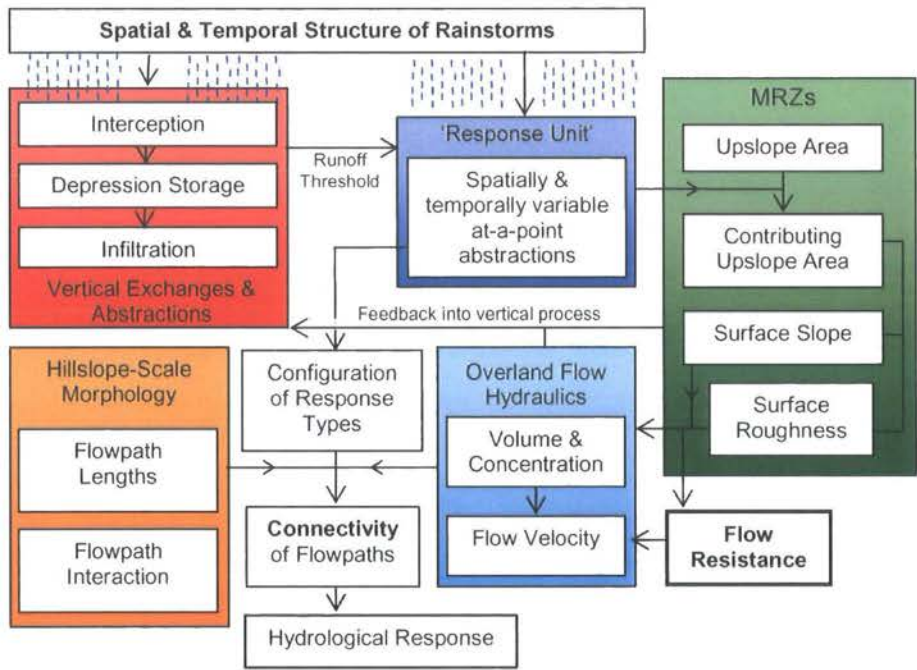 Spatial & Temporal Structure of Rainstorms
Interception
Depression Storage
Infiltration
Vertical Exchanges &
Abstractions
Runoff
Threshold
'Response Unit'
Spatially &
temporally variable
at-a-point
abstractions
MRZs
Upslope Area
Contributing
Upslope Area
Surface Slope
Surface
Roughness
Feedback into vertical process
Hillslope-Scale
Morphology
Flowpath
Lengths
Flowpath
Interaction
Configuration
of Response
Types
Connectivity
of Flowpaths
Hydrological Response
Overland Flow
Hydraulics
Volume &
Concentration
Flow Velocity
Flow
Resistance